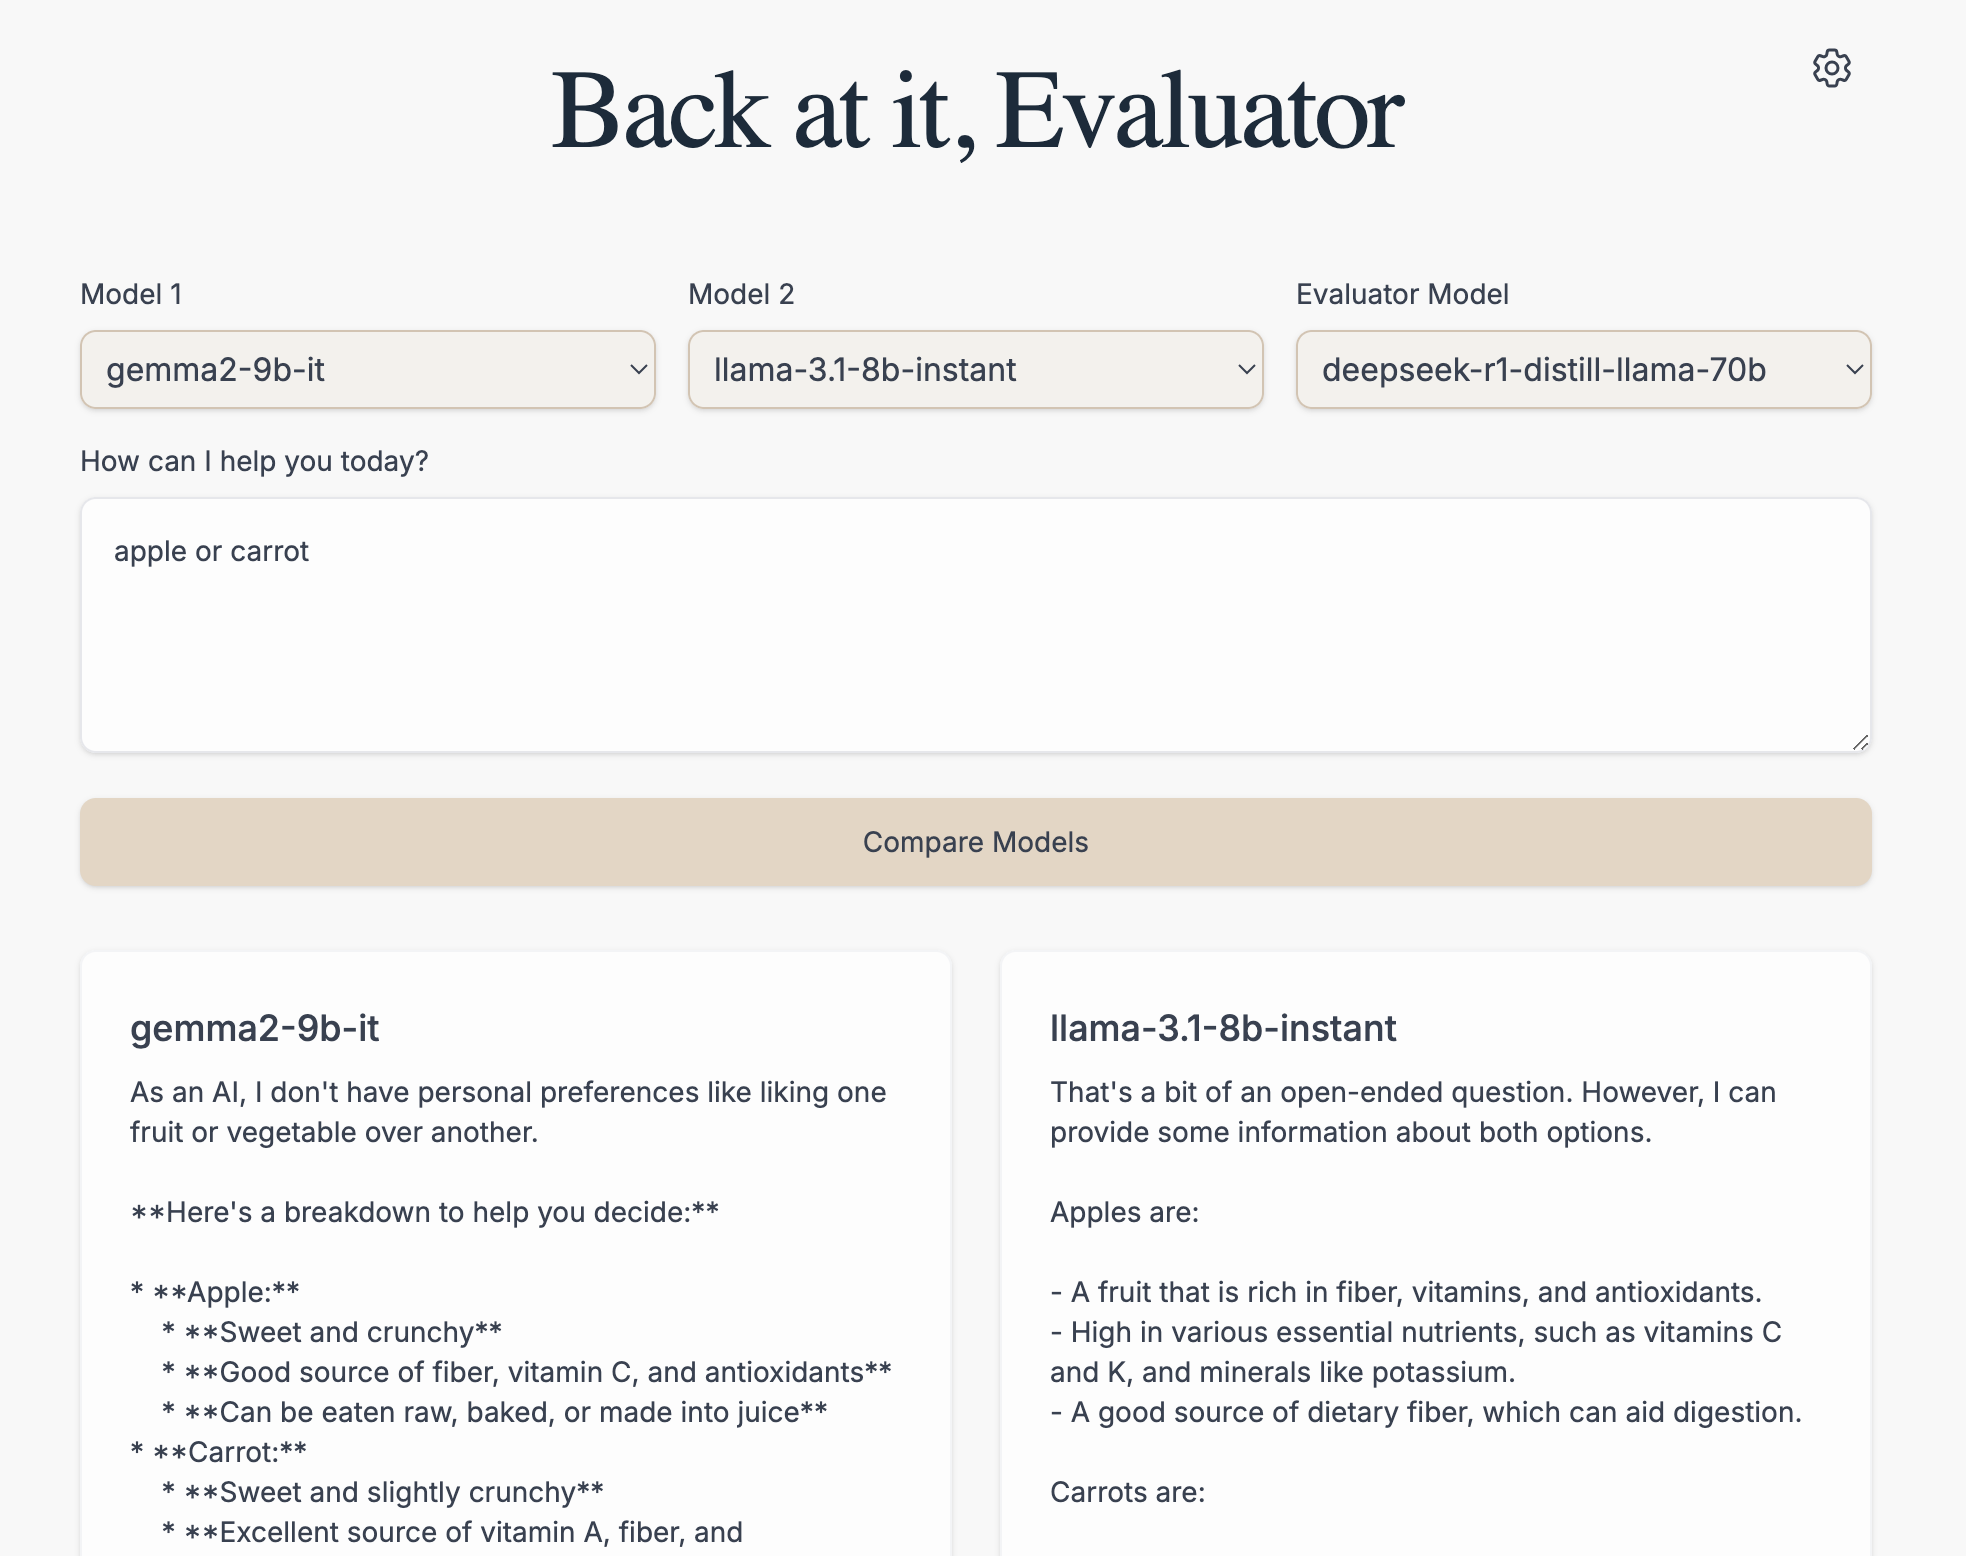 Back at it, Evaluator
Model 1
Model 2
Evaluator Model
gemma2-9b-it
llama-3.1-8b-instant
deepseek-r1-distill-llama-70b
How can I help you today?
apple or carrot
Compare Models
gemma2-9b-it
As an AI, I don't have personal preferences like liking one
fruit or vegetable over another.
**Here's a breakdown to help you decide:**
* **Apple:**
* **Sweet and crunchy**
* **Good source of fiber, vitamin C, and antioxidants**
* **Can be eaten raw, baked, or made into juice**
* **Carrot:**
* **Sweet and slightly crunchy**
* **Excellent source of vitamin A, fiber, and
llama-3.1-8b-instant
That's a bit of an open-ended question. However, I can
provide some information about both options.
Apples are:
- A fruit that is rich in fiber, vitamins, and antioxidants.
- High in various essential nutrients, such as vitamins C
and K, and minerals like potassium.
- A good source of dietary fiber, which can aid digestion.
Carrots are: